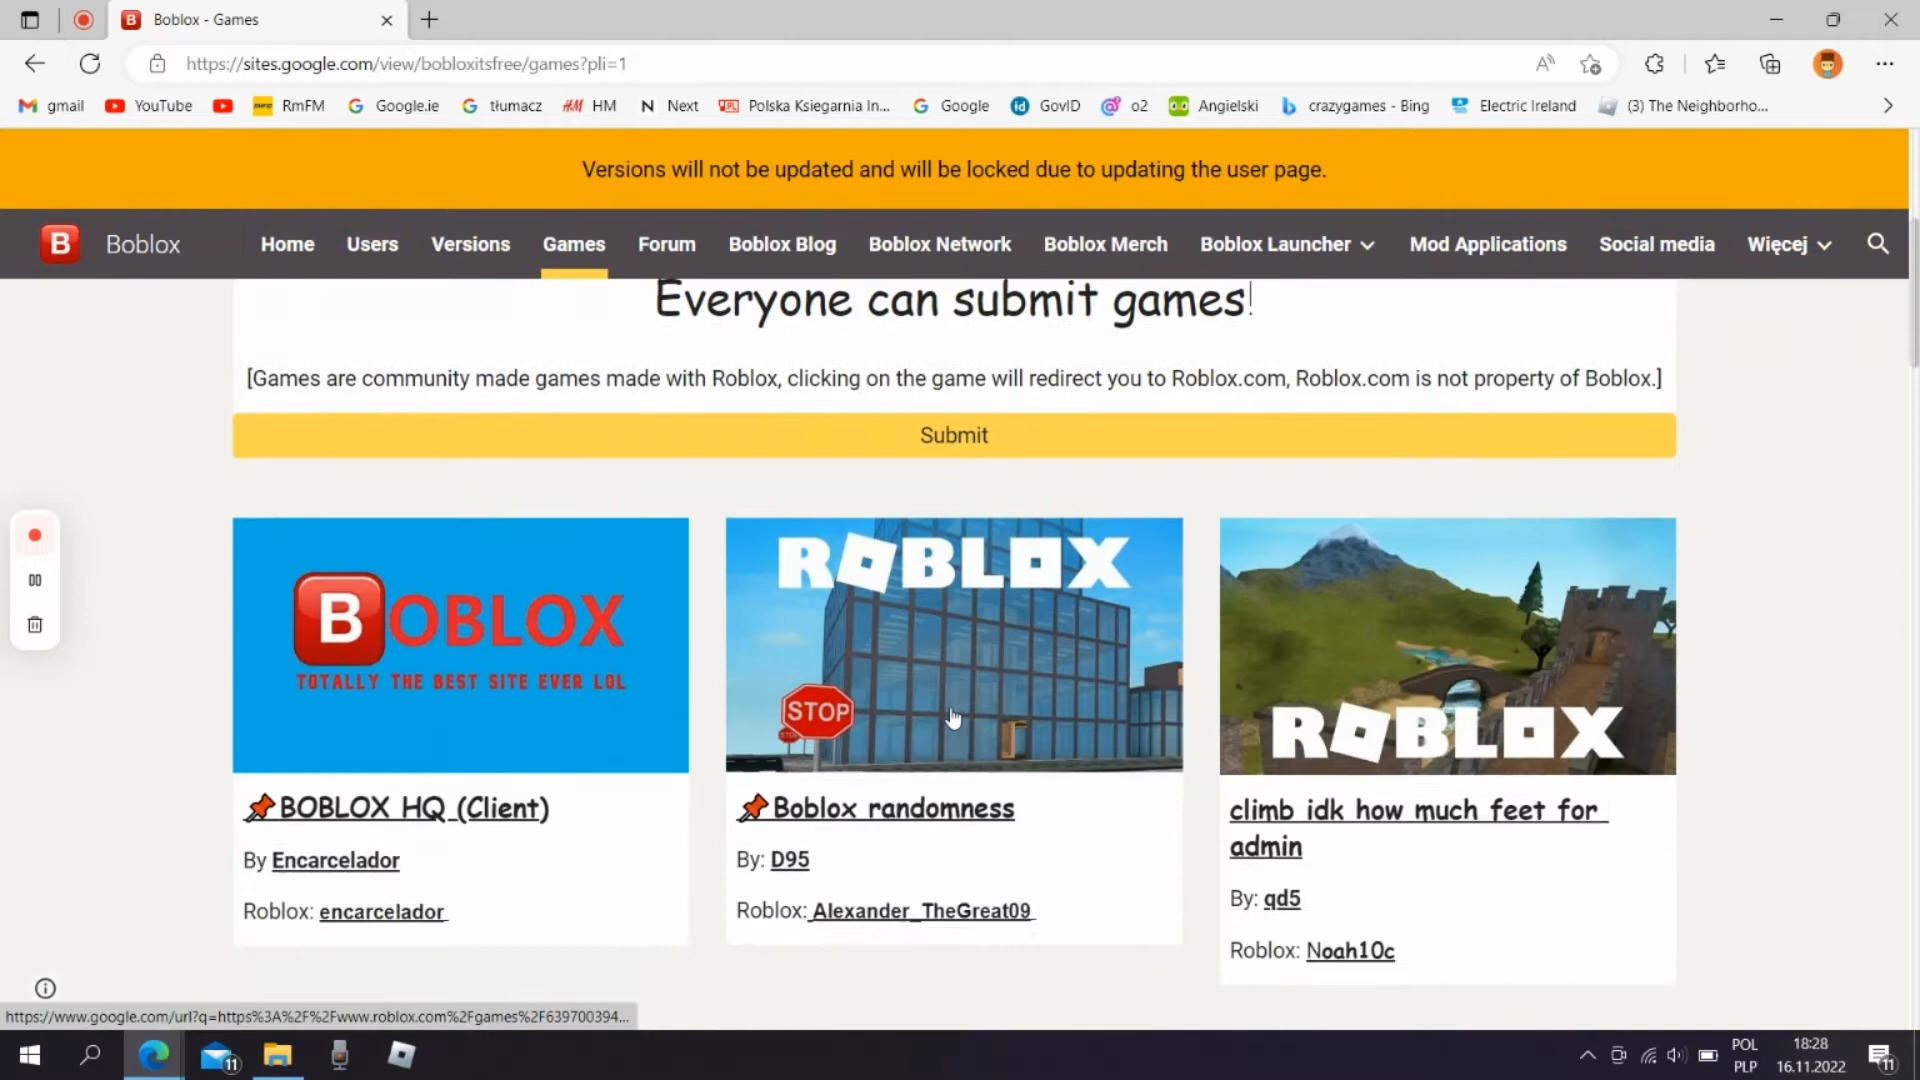 Boblox - Games
https://sites.google.com/view/bobloxitsfree/games?pli=1
gmail YouTube RmFM Google.ie tłumacz HM Next Polska Ksiegarnia In... Google GovID o2 Angielski crazygames - Bing Electric Ireland (3) The Neighborho...
Versions will not be updated and will be locked due to updating the user page.
B Boblox Home Users Versions Games Forum Boblox Blog Boblox Network Boblox Merch Boblox Launcher Mod Applications Social media Więcej
Everyone can submit games!
[Games are community made games made with Roblox, clicking on the game will redirect you to Roblox.com, Roblox.com is not property of Boblox.]
Submit
BOBLOX
TOTALLY THE BEST SITE EVER LOL
ROBLOX
STOP
ROBLOX
📌BOBLOX HQ (Client)
By Encarcelador
Roblox: encarcelador
📌Boblox randomness
By: D95
Roblox: Alexander_TheGreat09
climb idk how much feet for
admin
By: qd5
Roblox: Noah10c
https://www.google.com/url?q=https%3A%2F%2Fwww.roblox.com%2Fgames%2F639700394...
11
POL
PLP
18:28
16.11.2022
11